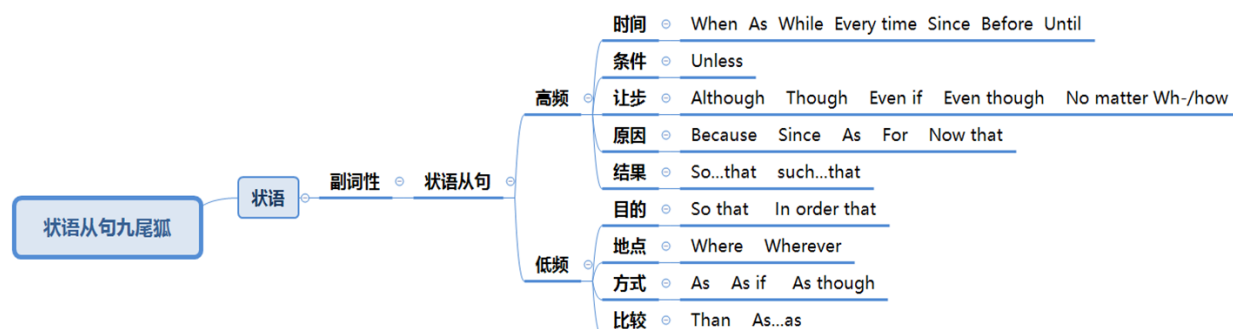 时间 When As While Every time Since Before Until
条件 Unless
高频
让步 Although Though Even if Even though No matter Wh-/how
原因 Because Since As For Now that
结果 So...that such...that
状语从句九尾狐
状语
副词性
状语从句
目的 So that In order that
地点 Where Wherever
低频
方式 As As if As though
比较 Than As...as